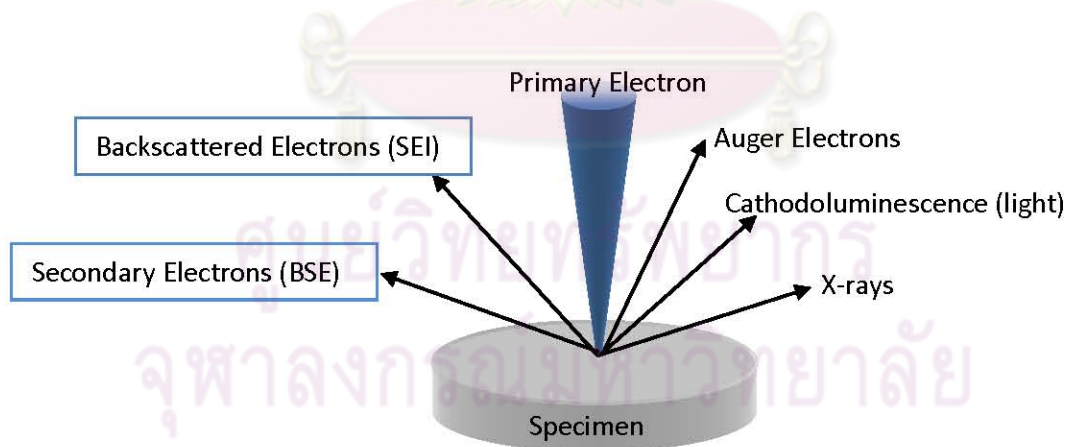 Primary Electron
Backscattered Electrons (SEI)
Auger Electrons
Cathodoluminescence (light)
ศูนย์วิทยทรัพยากร
Secondary Electrons (BSE)
X-rays
จุฬาลงกรณ์มหาวิทยาลัย
Specimen